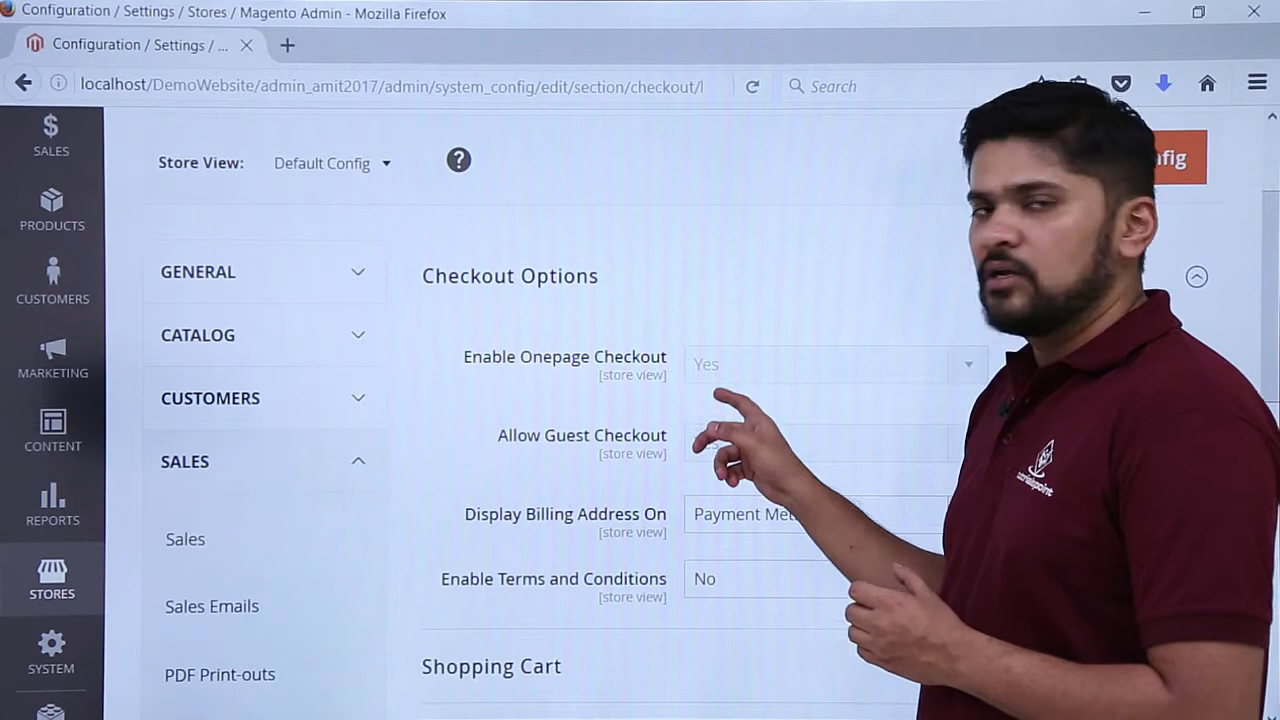 Configuration / Settings / Stores / Magento Admin - Mozilla Firefox
Configuration / Settings / ...
localhost/DemoWebsite/admin_amit2017/admin/system_config/edit/section/checkout/
Search
SALES
PRODUCTS
CUSTOMERS
MARKETING
CONTENT
REPORTS
STORES
SYSTEM
Store View:
Default Config
?
GENERAL
CATALOG
CUSTOMERS
SALES
Sales
Sales Emails
PDF Print-outs
Checkout Options
Enable Onepage Checkout
[store view]
Yes
Allow Guest Checkout
[store view]
Display Billing Address On
[store view]
Payment
Enable Terms and Conditions
[store view]
No
Shopping Cart